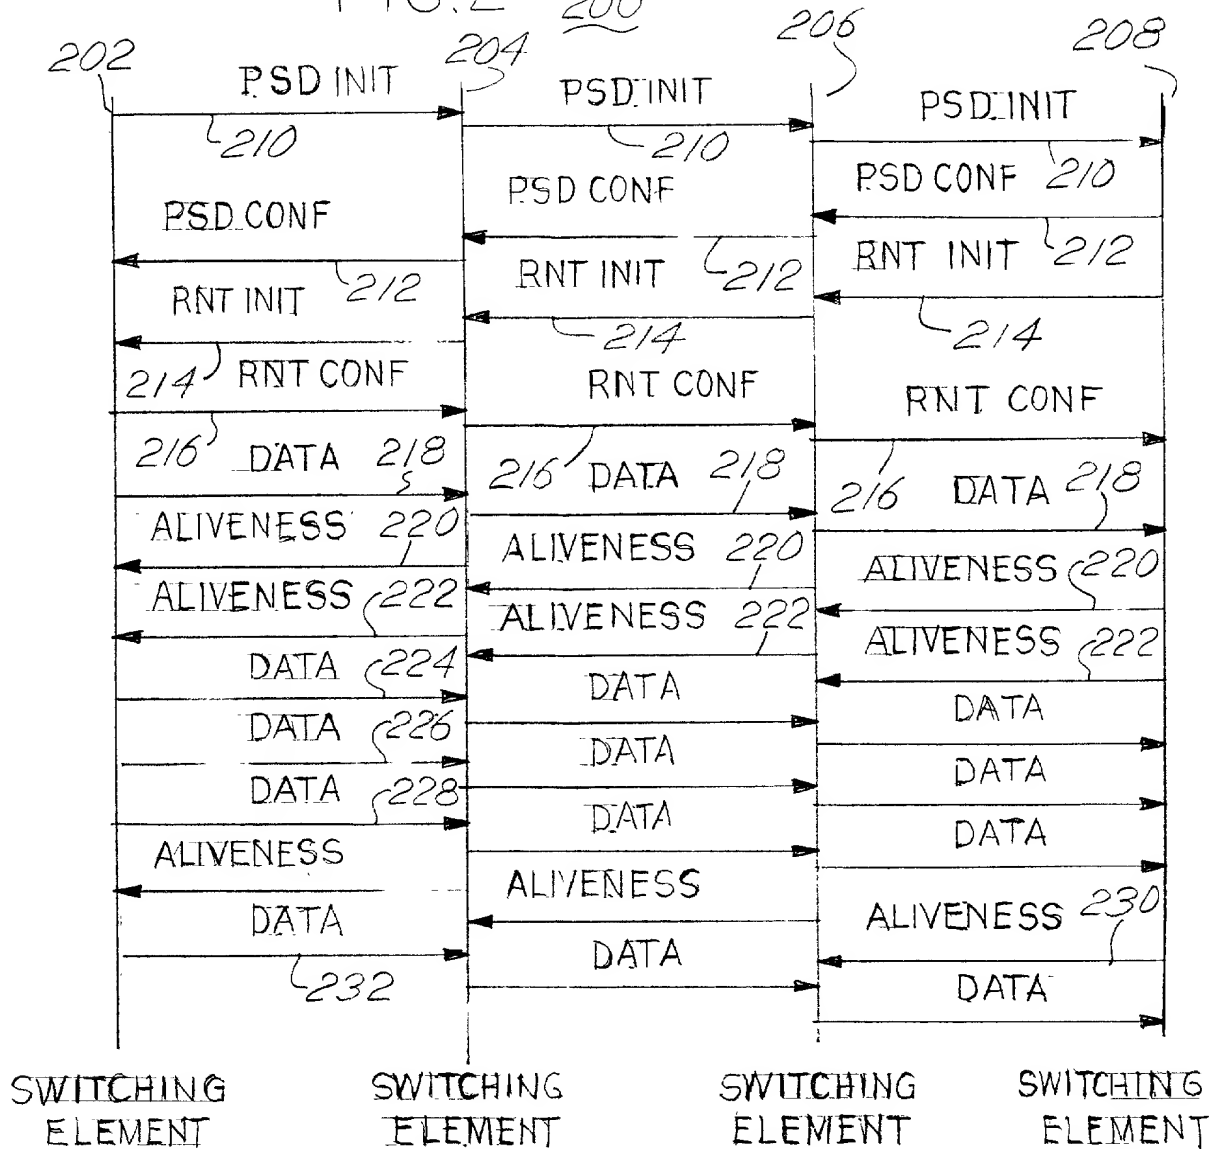 FIG.2 200
202 204 206 208
PSD INIT PSD INIT PSD INIT
210 210 210
PSD CONF PSD CONF PSD CONF
212 212 212
RNT INIT RNT INIT RNT INIT
214 214 214
RNT CONF RNT CONF RNT CONF
216 216 216
DATA 218 DATA 218 DATA 218
ALIVENESS 220 ALIVENESS 220 ALIVENESS 220
ALIVENESS 222 ALIVENESS 222 ALIVENESS 222
DATA 224 DATA DATA
DATA 226 DATA DATA
DATA 228 DATA DATA
ALIVENESS ALIVENESS ALIVENESS 230
DATA DATA DATA
232
SWITCHING SWITCHING SWITCHING SWITCHING
ELEMENT ELEMENT ELEMENT ELEMENT